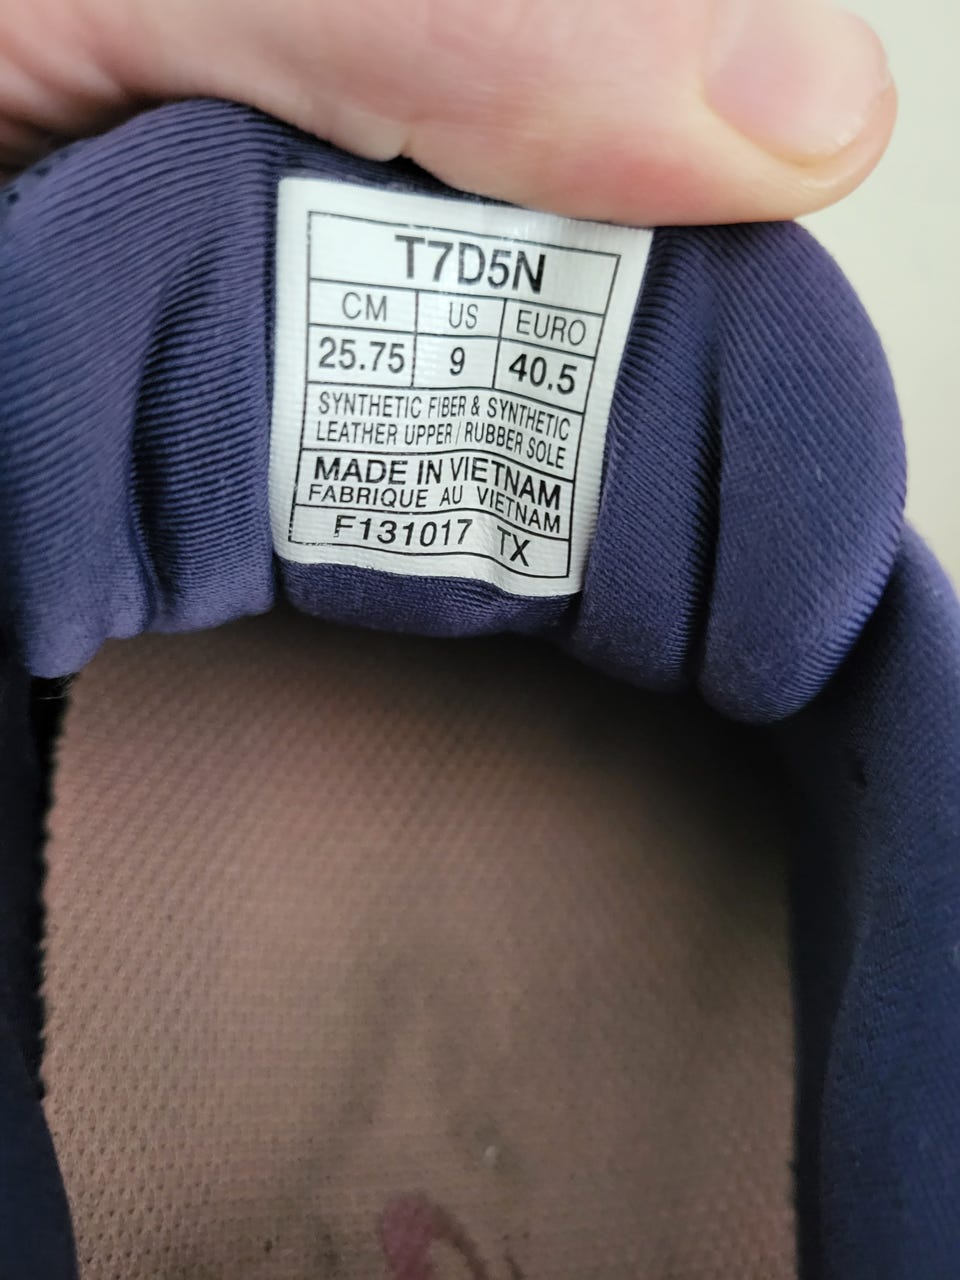 T7D5N
CM US EURO
25.75 9 40.5
SYNTHETIC FIBER & SYNTHETIC
LEATHER UPPER / RUBBER SOLE
MADE IN VIETNAM
FABRIQUE AU VIETNAM
F131017 TX